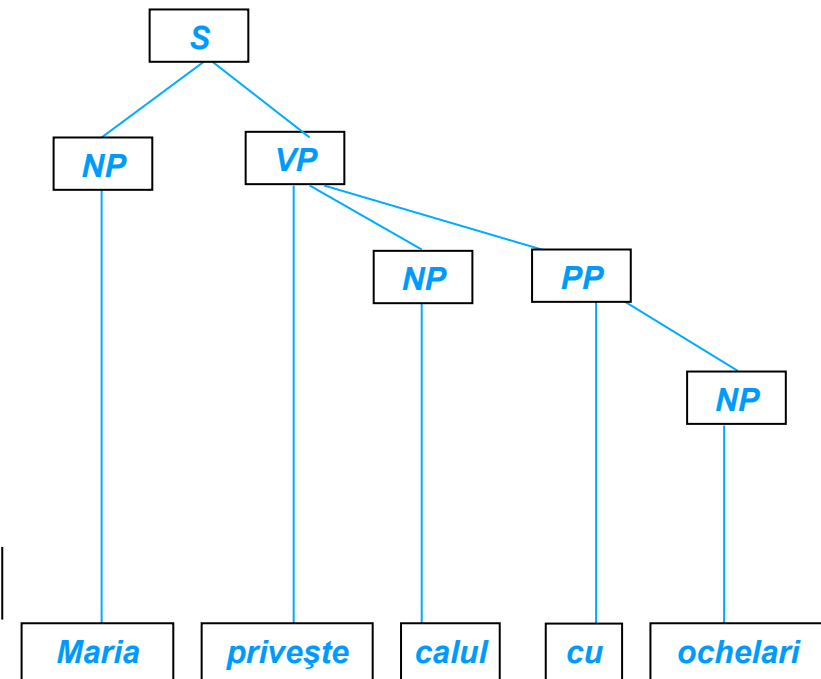 S
NP VP
NP PP
NP
Maria priveşte calul cu ochelari